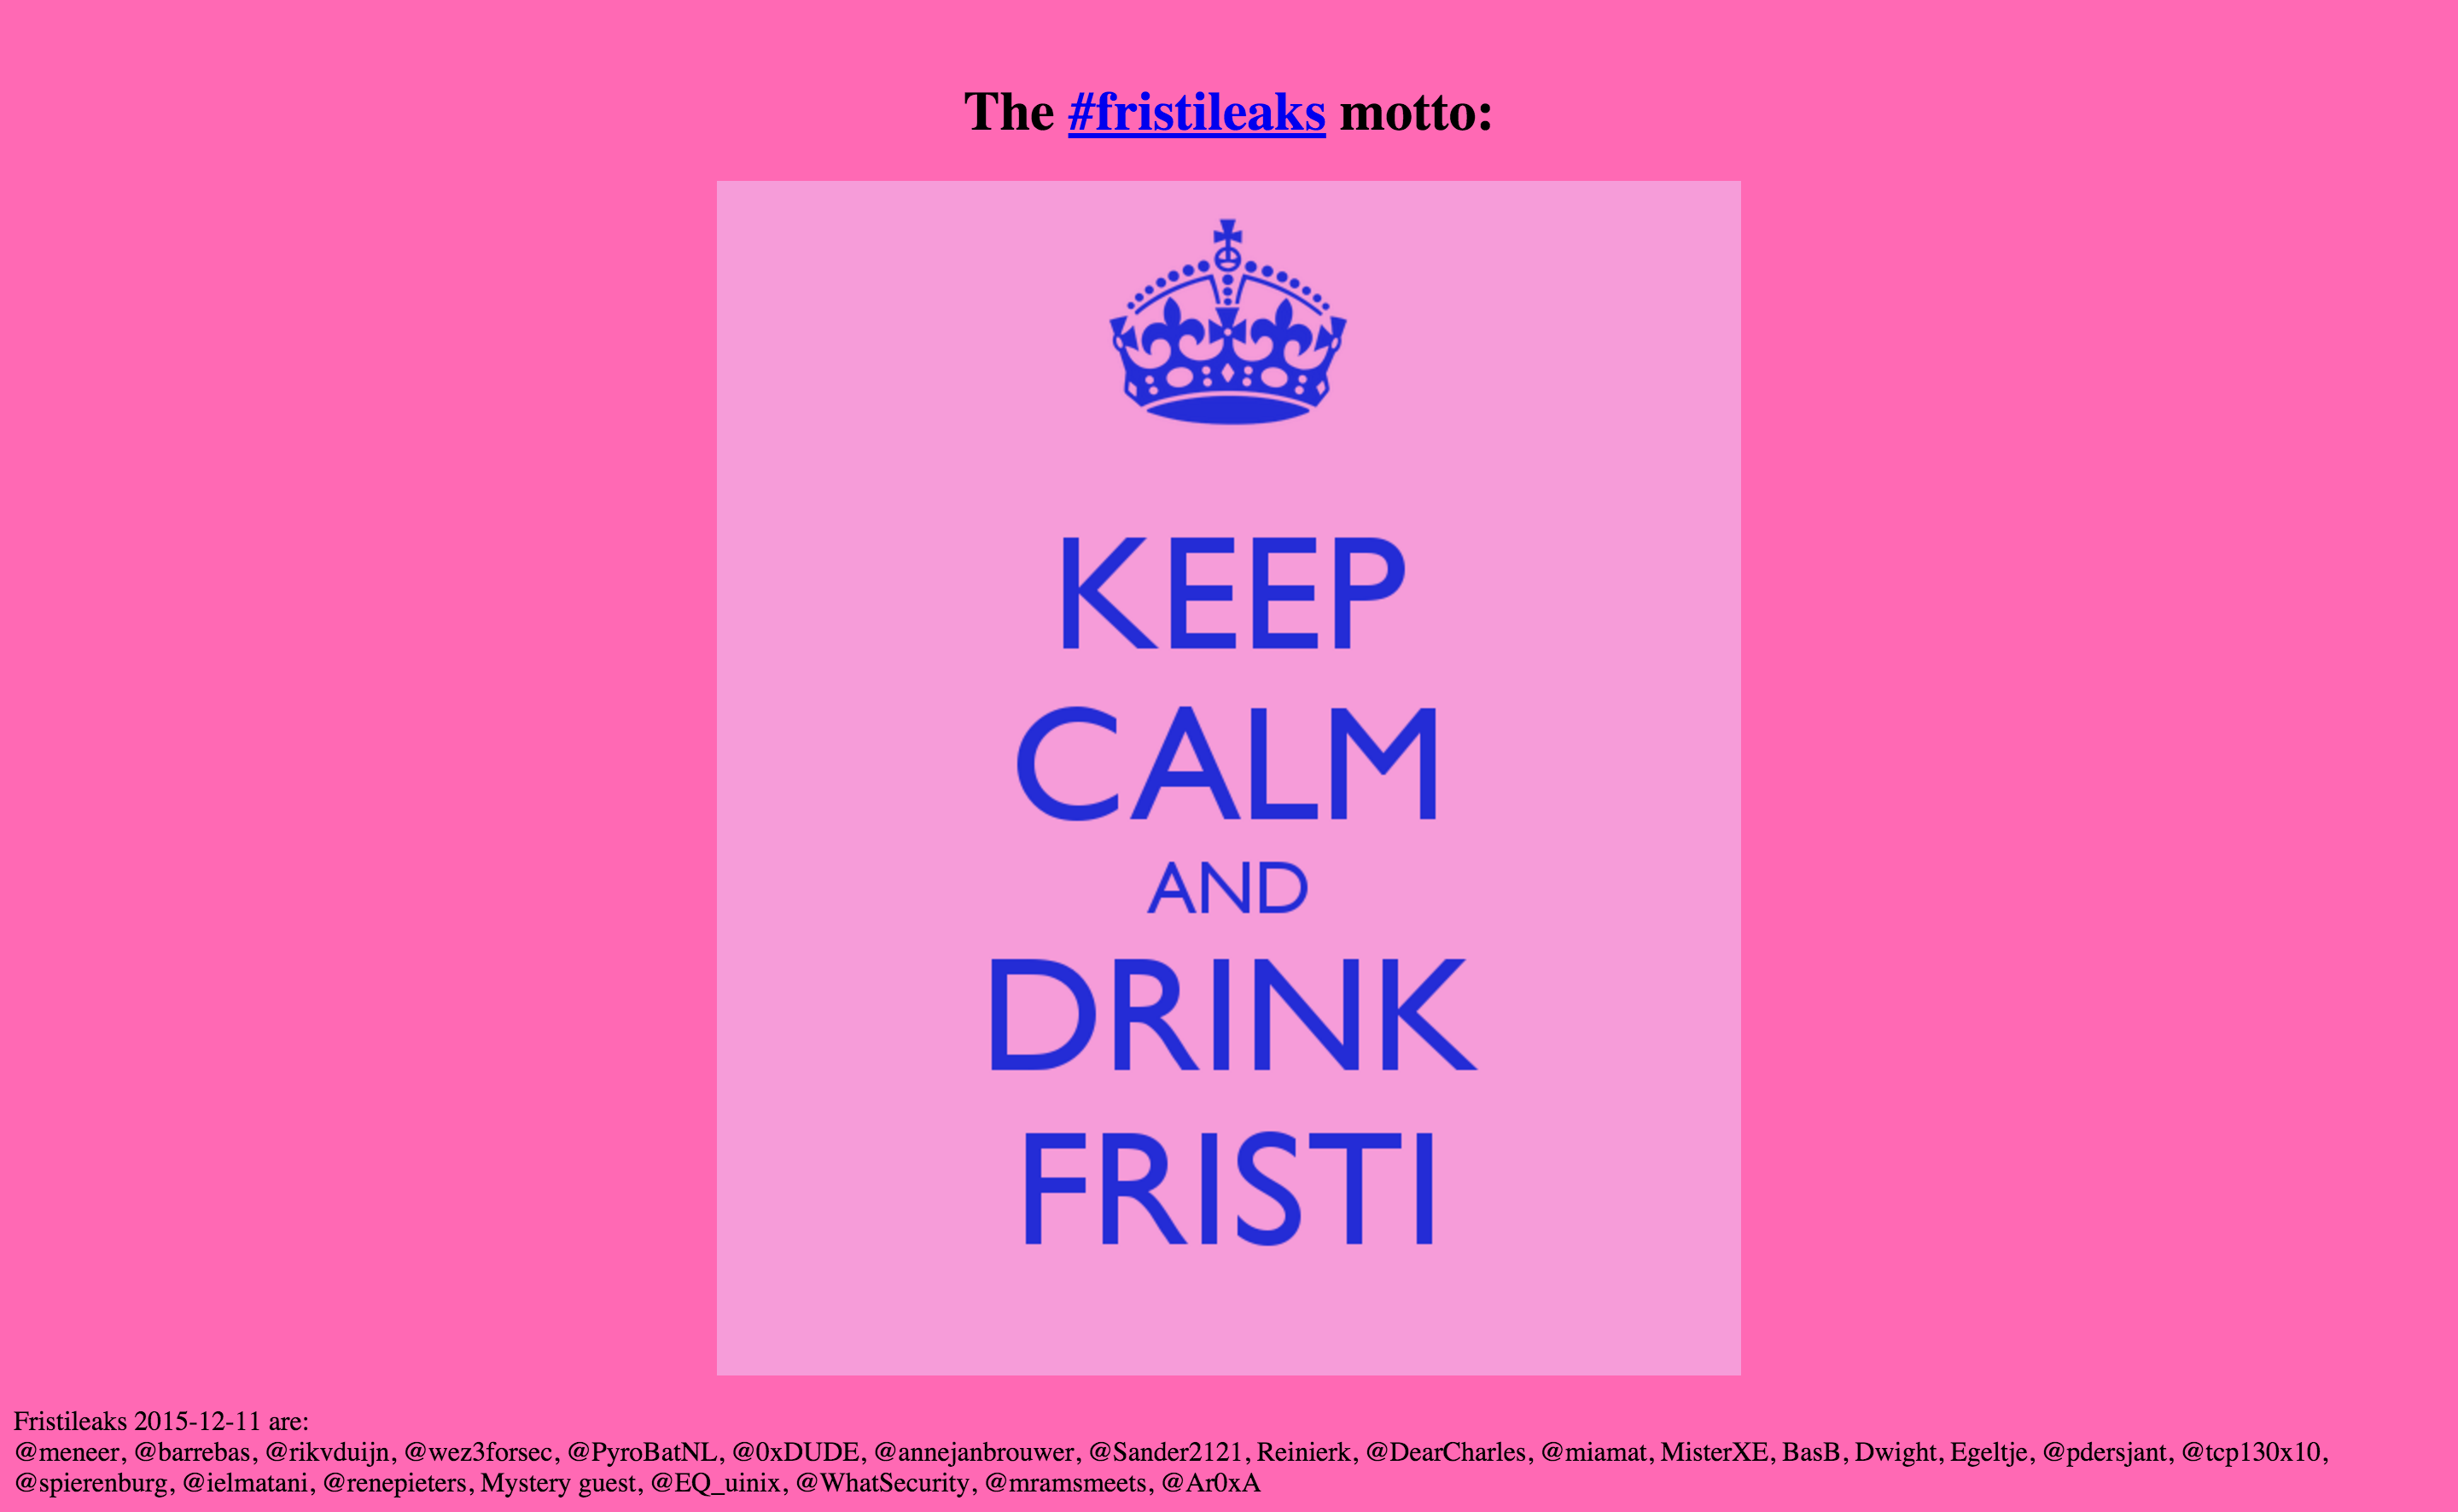 The #fristileaks motto:
KEEP
CALM
AND
DRINK
FRISTI
Fristileaks 2015-12-11 are:
@meneer, @barrebas, @rikvduijn, @wez3forsec, @PyroBatNL, @0xDUDE, @annejanbrouwer, @Sander2121, Reinierk, @DearCharles, @miamat, MisterXE, BasB, Dwight, Egeltje, @pdersjant, @tcp130x10,
@spierenburg, @ielmatani, @renepieters, Mystery guest, @EQ_uinix, @WhatSecurity, @mramsmeets, @Ar0xA